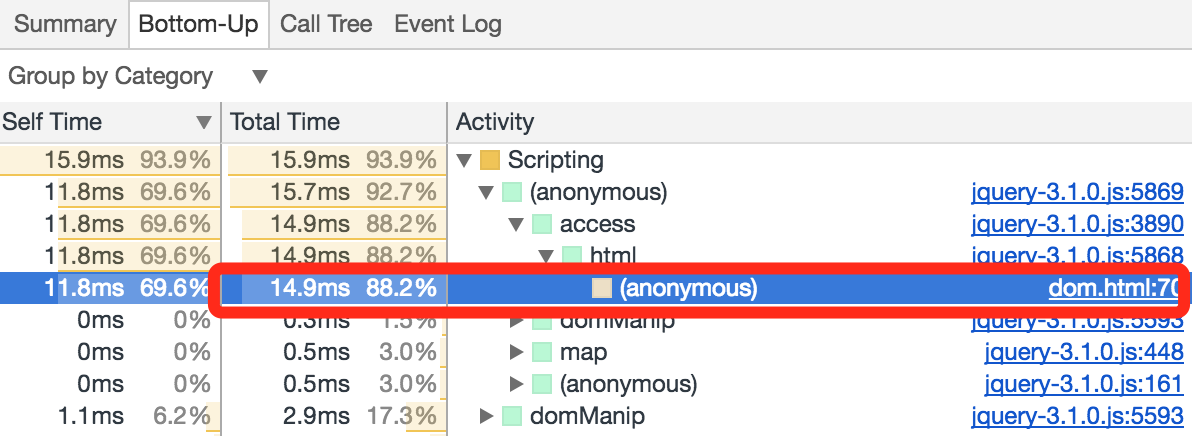 Summary Bottom-Up Call Tree Event Log
Group by Category ▼
Self Time ▼ Total Time Activity
15.9ms 93.9% 15.9ms 93.9% ▼ Scripting
11.8ms 69.6% 15.7ms 92.7% ▼ (anonymous) jquery-3.1.0.js:5869
11.8ms 69.6% 14.9ms 88.2% ▼ access jquery-3.1.0.js:3890
11.8ms 69.6% 14.9ms 88.2% ▼ html jquery-3.1.0.js:5868
11.8ms 69.6% 14.9ms 88.2% (anonymous) dom.html:70
0ms 0% 0.3ms 1.5% ▶ domManip jquery-3.1.0.js:5593
0ms 0% 0.5ms 3.0% ▶ map jquery-3.1.0.js:448
0ms 0% 0.5ms 3.0% ▶ (anonymous) jquery-3.1.0.js:161
1.1ms 6.2% 2.9ms 17.3% ▶ domManip jquery-3.1.0.js:5593